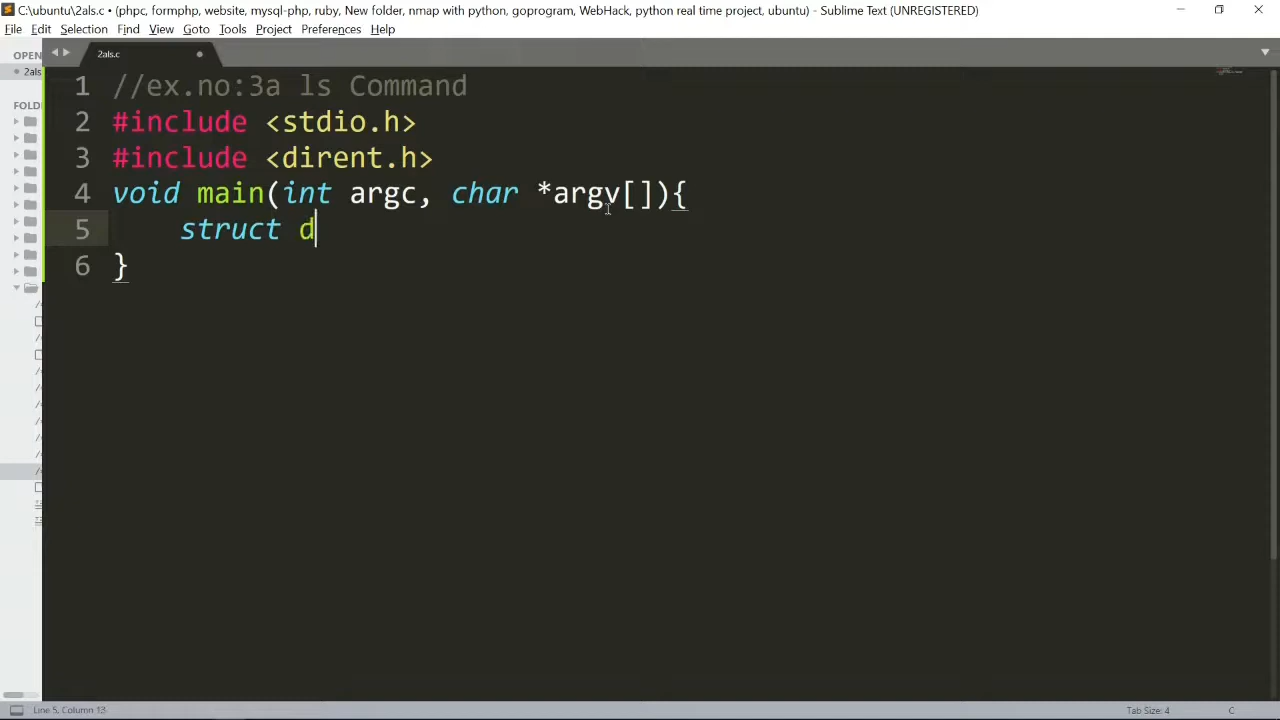 C:\ubuntu\2als.c • (phpc, formphp, website, mysql-php, ruby, New folder, nmap with python, goprogram, WebHack, python real time project, ubuntu) - Sublime Text (UNREGISTERED)
File Edit Selection Find View Goto Tools Project Preferences Help
OPEN
2als.c
2als
FOLD
1 //ex.no:3a ls Command
2 #include <stdio.h>
3 #include <dirent.h>
4 void main(int argc, char *argv[]){
5 struct d
6 }
Line 5, Column 13
Tab Size: 4
C